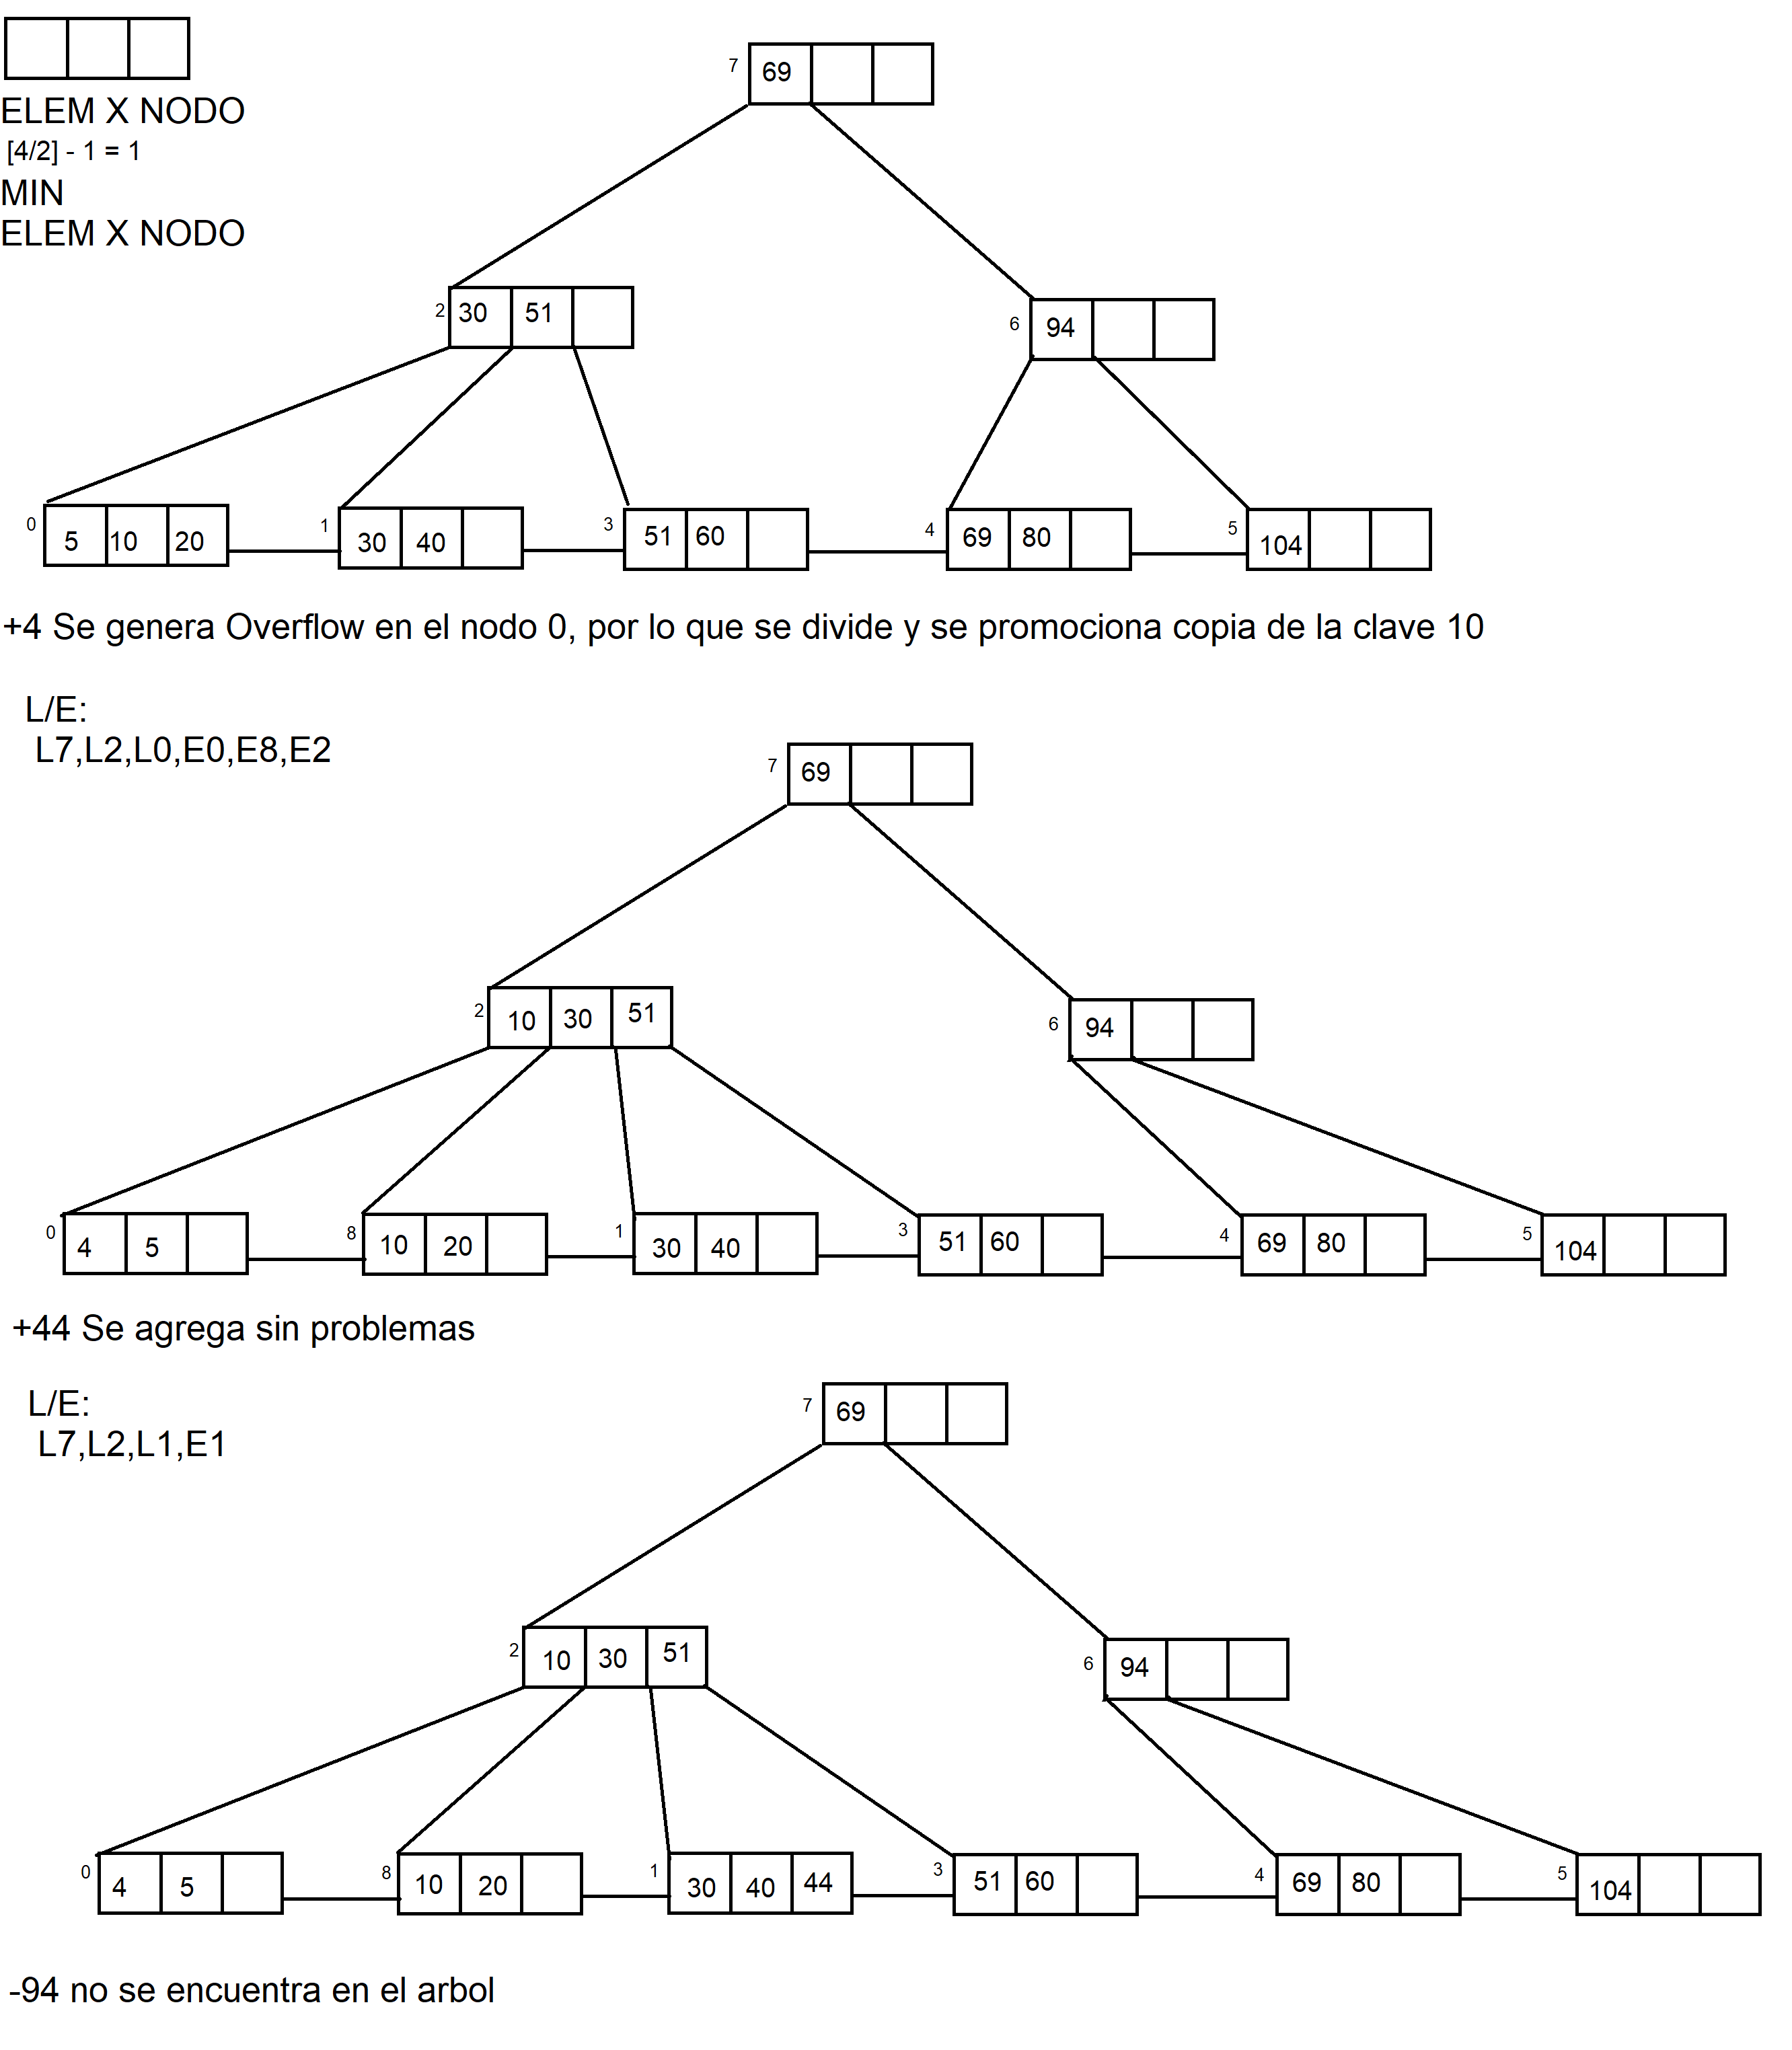 7 69
ELEM X NODO
[4/2] - 1 = 1
MIN
ELEM X NODO
2 30 51
6 94
0 5 10 20 1 30 40 3 51 60 4 69 80 5 104
+4 Se genera Overflow en el nodo 0, por lo que se divide y se promociona copia de la clave 10
L/E:
L7,L2,L0,E0,E8,E2
7 69
2 10 30 51
6 94
0 4 5 8 10 20 1 30 40 3 51 60 4 69 80 5 104
+44 Se agrega sin problemas
L/E:
L7,L2,L1,E1
7 69
2 10 30 51
6 94
0 4 5 8 10 20 1 30 40 44 3 51 60 4 69 80 5 104
-94 no se encuentra en el arbol